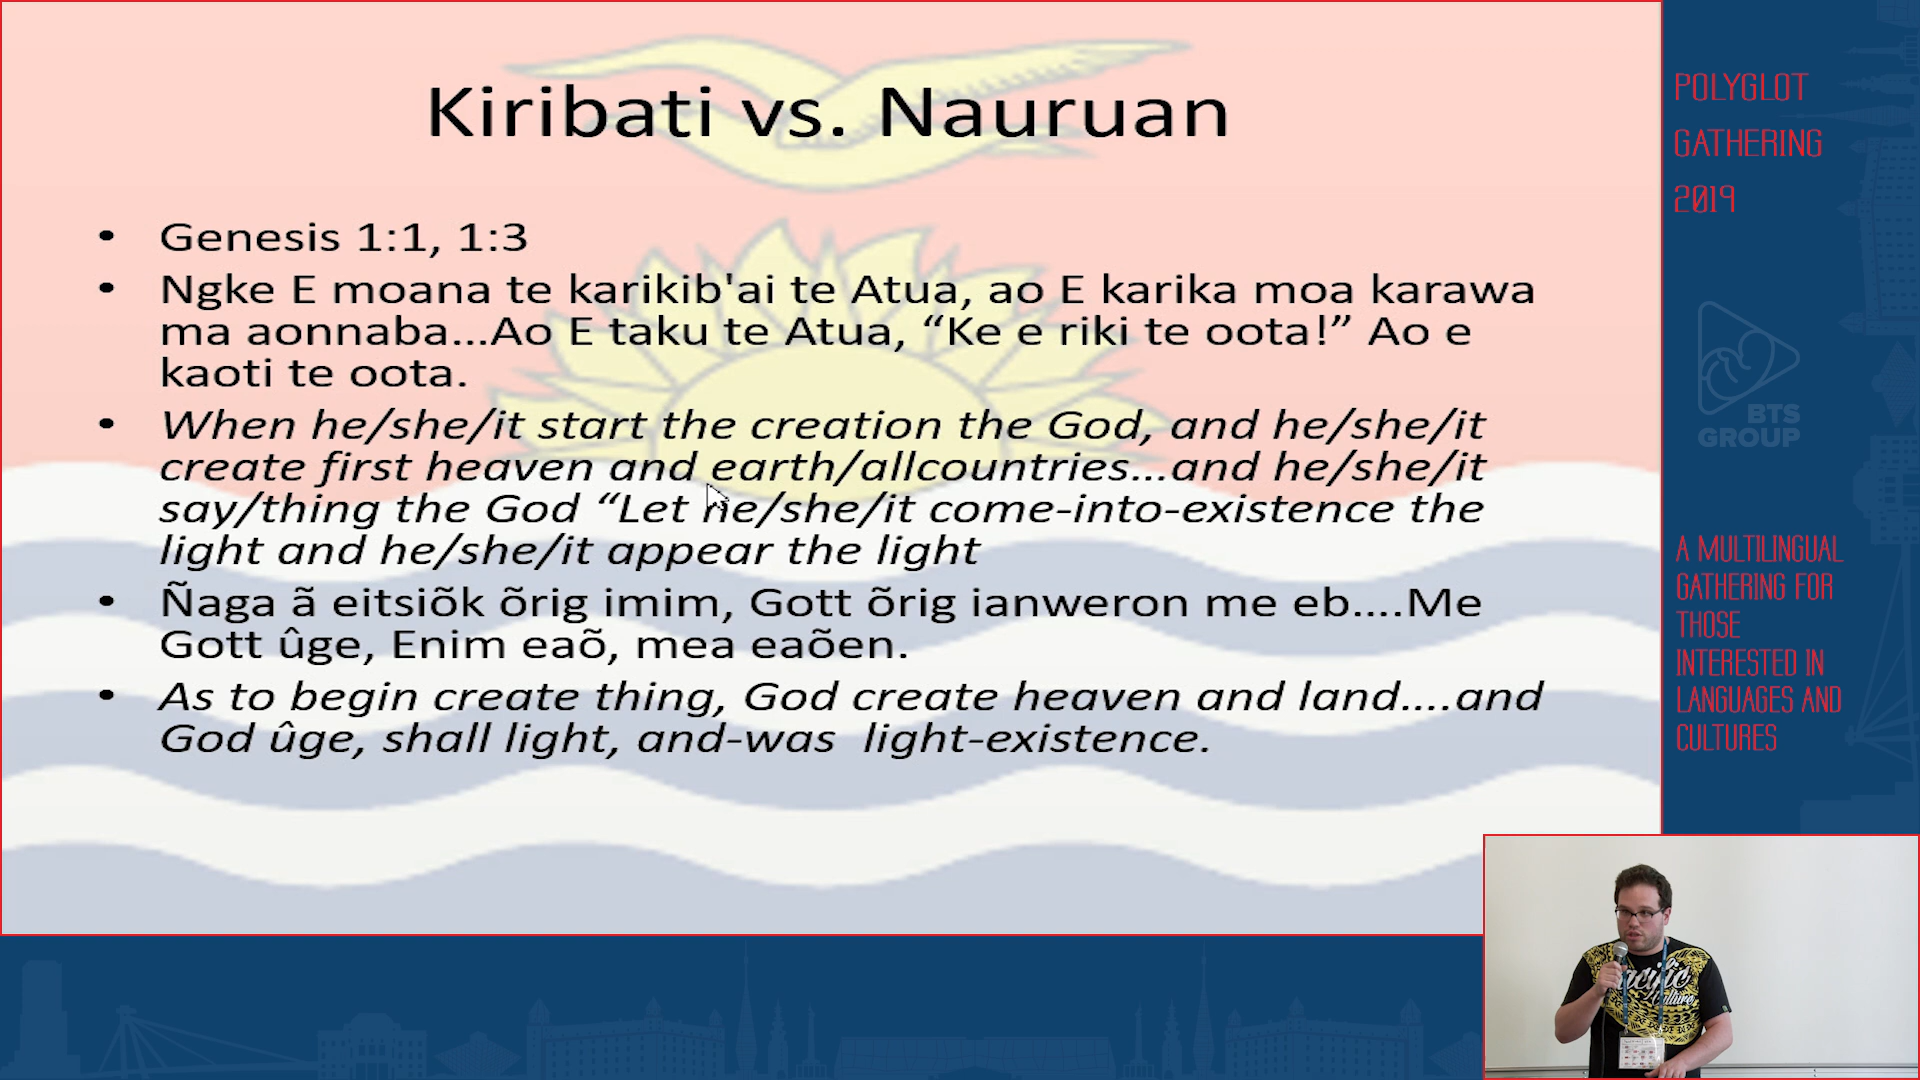 Kiribati vs. Nauruan
• Genesis 1:1, 1:3
• Ngke E moana te karikib'ai te Atua, ao E karika moa karawa
ma aonnaba...Ao E taku te Atua, “Ke e riki te oota!” Ao e
kaoti te oota.
• When he/she/it start the creation the God, and he/she/it
create first heaven and earth/allcountries...and he/she/it
say/thing the God “Let he/she/it come-into-existence the
light and he/she/it appear the light
• Ñaga ã eitsiõk õrig imim, Gott õrig ianweron me eb....Me
Gott ûge, Enim eaõ, mea eaõen.
• As to begin create thing, God create heaven and land....and
God ûge, shall light, and-was light-existence.
POLYGLOT
GATHERING
2019
BTS
GROUP
A MULTILINGUAL
GATHERING FOR
THOSE
INTERESTED IN
LANGUAGES AND
CULTURES
Pacific
Culture